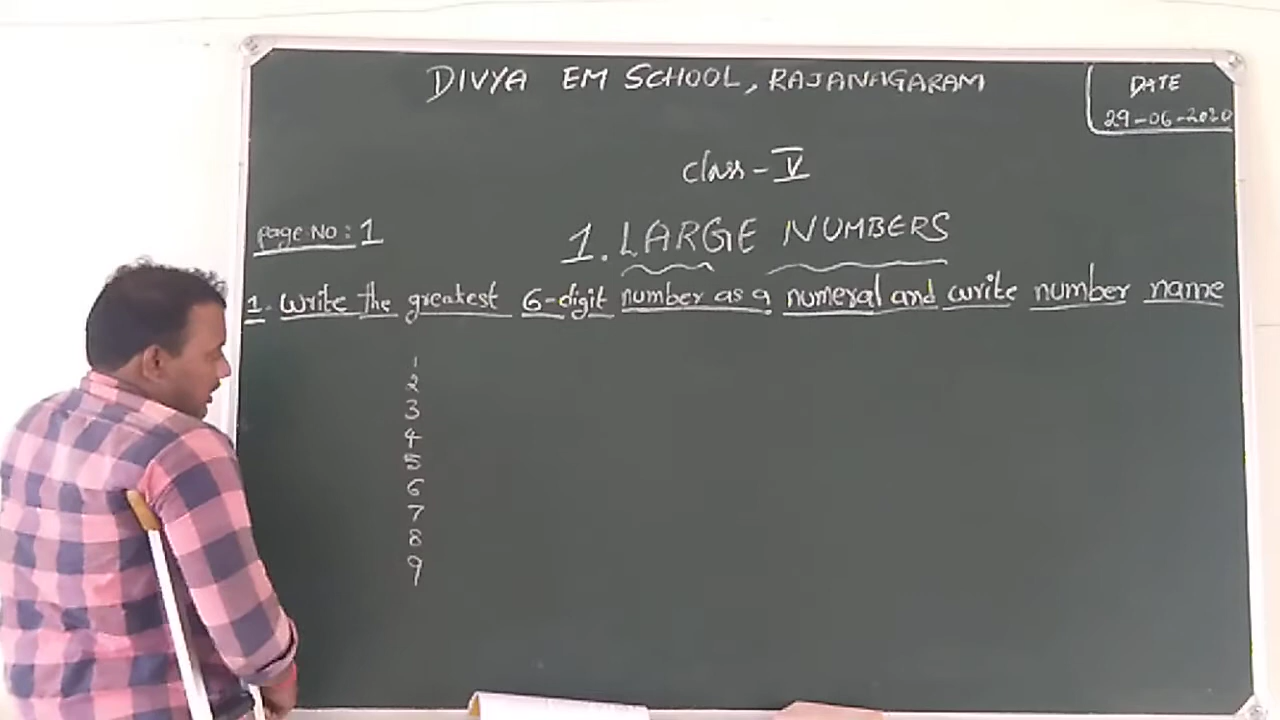 DIVYA EM SCHOOL, RAJANAGARAM
DATE
29-06-2020
Class - V
Page No: 1
1. LARGE NUMBERS
1. Write the greatest 6-digit number as a numeral and write number name
1
2
3
4
5
6
7
8
9